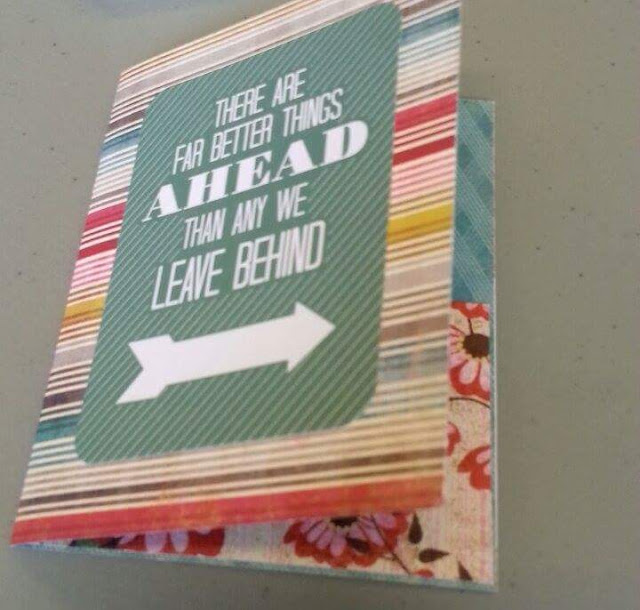 THERE ARE
FAR BETTER THINGS
AHEAD
THAN ANY WE
LEAVE BEHIND